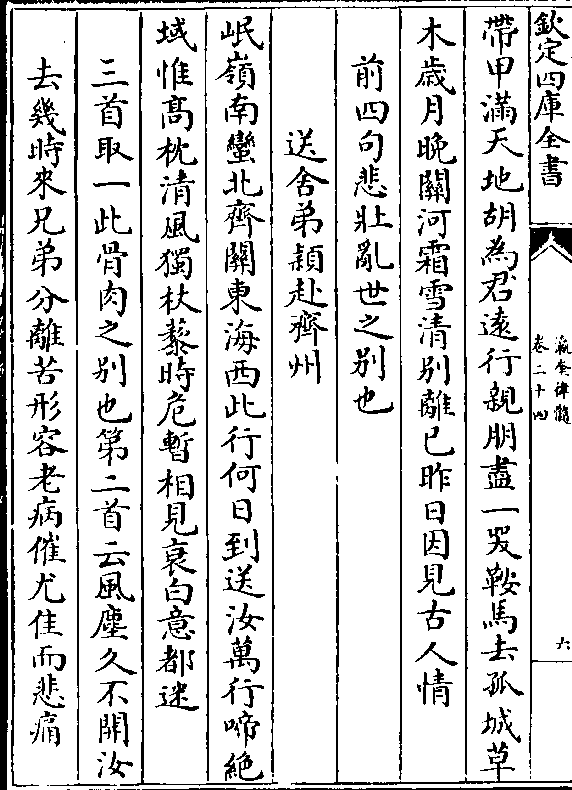 欽定四庫全書
瀛奎律髓
卷二十四
六
帶甲滿天地胡為君逺行親朋盡一哭鞍馬去孤城草
木歳月晚關河霜雪清別離已昨日因見古人情
前四句悲壯亂世之別也
送舍弟頴赴齊州
岷嶺南蠻北齊關東海西此行何日到送汝萬行啼絶
域惟髙枕清風獨杖藜時危暫相見衰白意都迷
三首取一此骨肉之別也第二首云風塵久不開汝
去幾時來兄弟分離苦形容老病催尤佳而悲痛